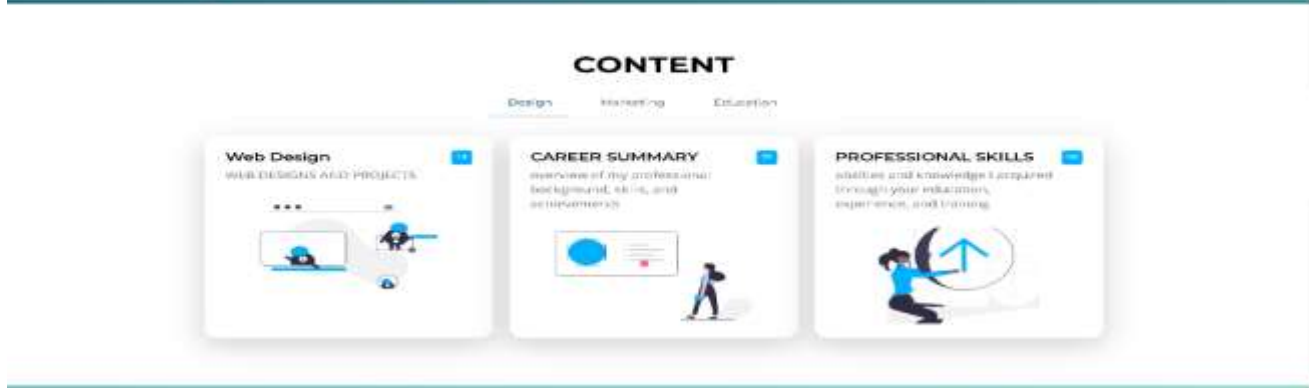 CONTENT
Design Marketing Education
Web Design
WEB DESIGNS AND PROJECTS
CAREER SUMMARY
overview of my professional
background, skills, and
achievements
PROFESSIONAL SKILLS
abilities and knowledge I acquired
through your education,
experience, and training